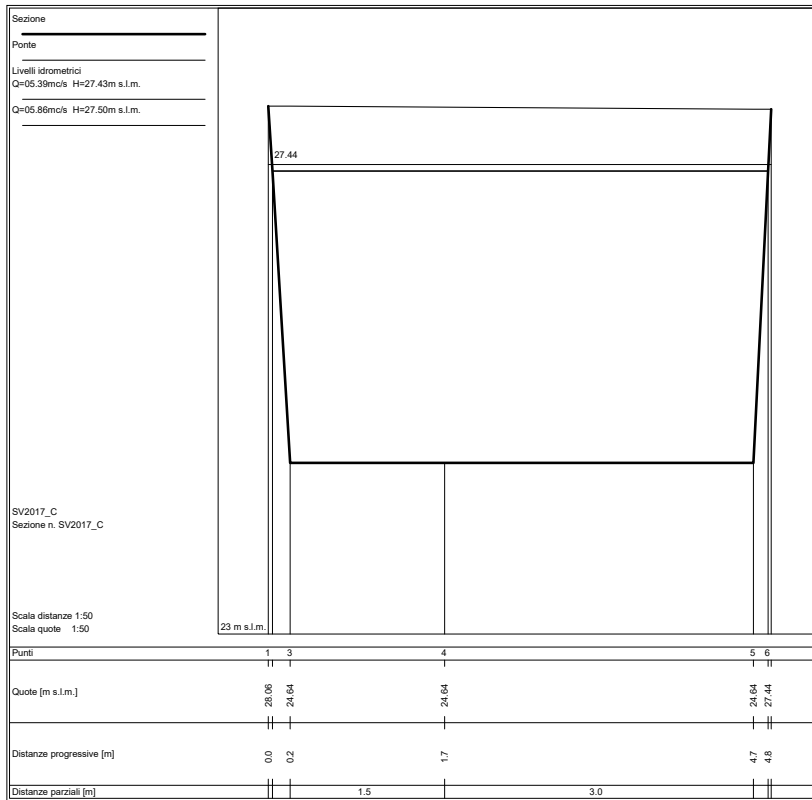 Sezione
Ponte
Livelli idrometrici
Q=05.39mc/s H=27.43m s.l.m.
Q=05.86mc/s H=27.50m s.l.m.
27.44
SV2017_C
Sezione n. SV2017_C
Scala distanze 1:50
Scala quote 1:50
23 m s.l.m.
Punti 1 3 4 5 6
Quote [m s.l.m.] 28.06 24.64 24.64 24.64 27.44
Distanze progressive [m] 0.0 0.2 1.7 4.7 4.8
Distanze parziali [m] 1.5 3.0